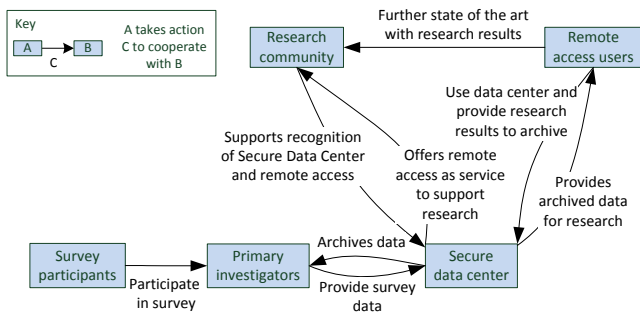 Key
A
B
C
A takes action
C to cooperate
with B
Research
community
Further state of the art
with research results
Remote
access users
Use data center and
provide research
results to archive
Supports recognition
of Secure Data Center
and remote access
Offers remote
access as service
to support
research
Provides
archived data
for research
Survey
participants
Participate
in survey
Primary
investigators
Archives data
Provide survey
data
Secure
data center